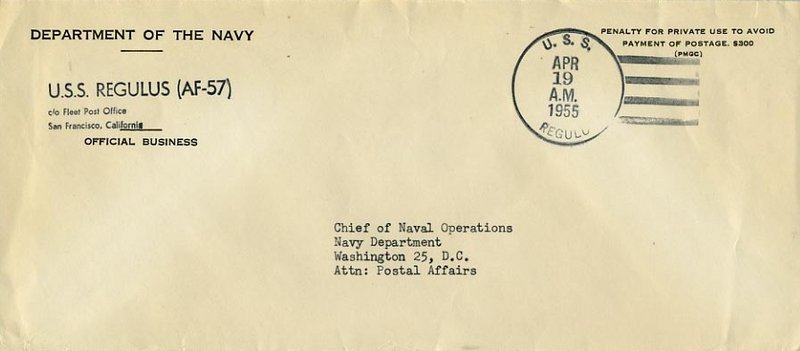 DEPARTMENT OF THE NAVY
U.S.S. REGULUS (AF-57)
c/o Fleet Post Office
San Francisco, California
OFFICIAL BUSINESS
U. S. S.
APR
19
A.M.
1955
REGULU
PENALTY FOR PRIVATE USE TO AVOID
PAYMENT OF POSTAGE. $300
(PMGC)
Chief of Naval Operations
Navy Department
Washington 25, D.C.
Attn: Postal Affairs